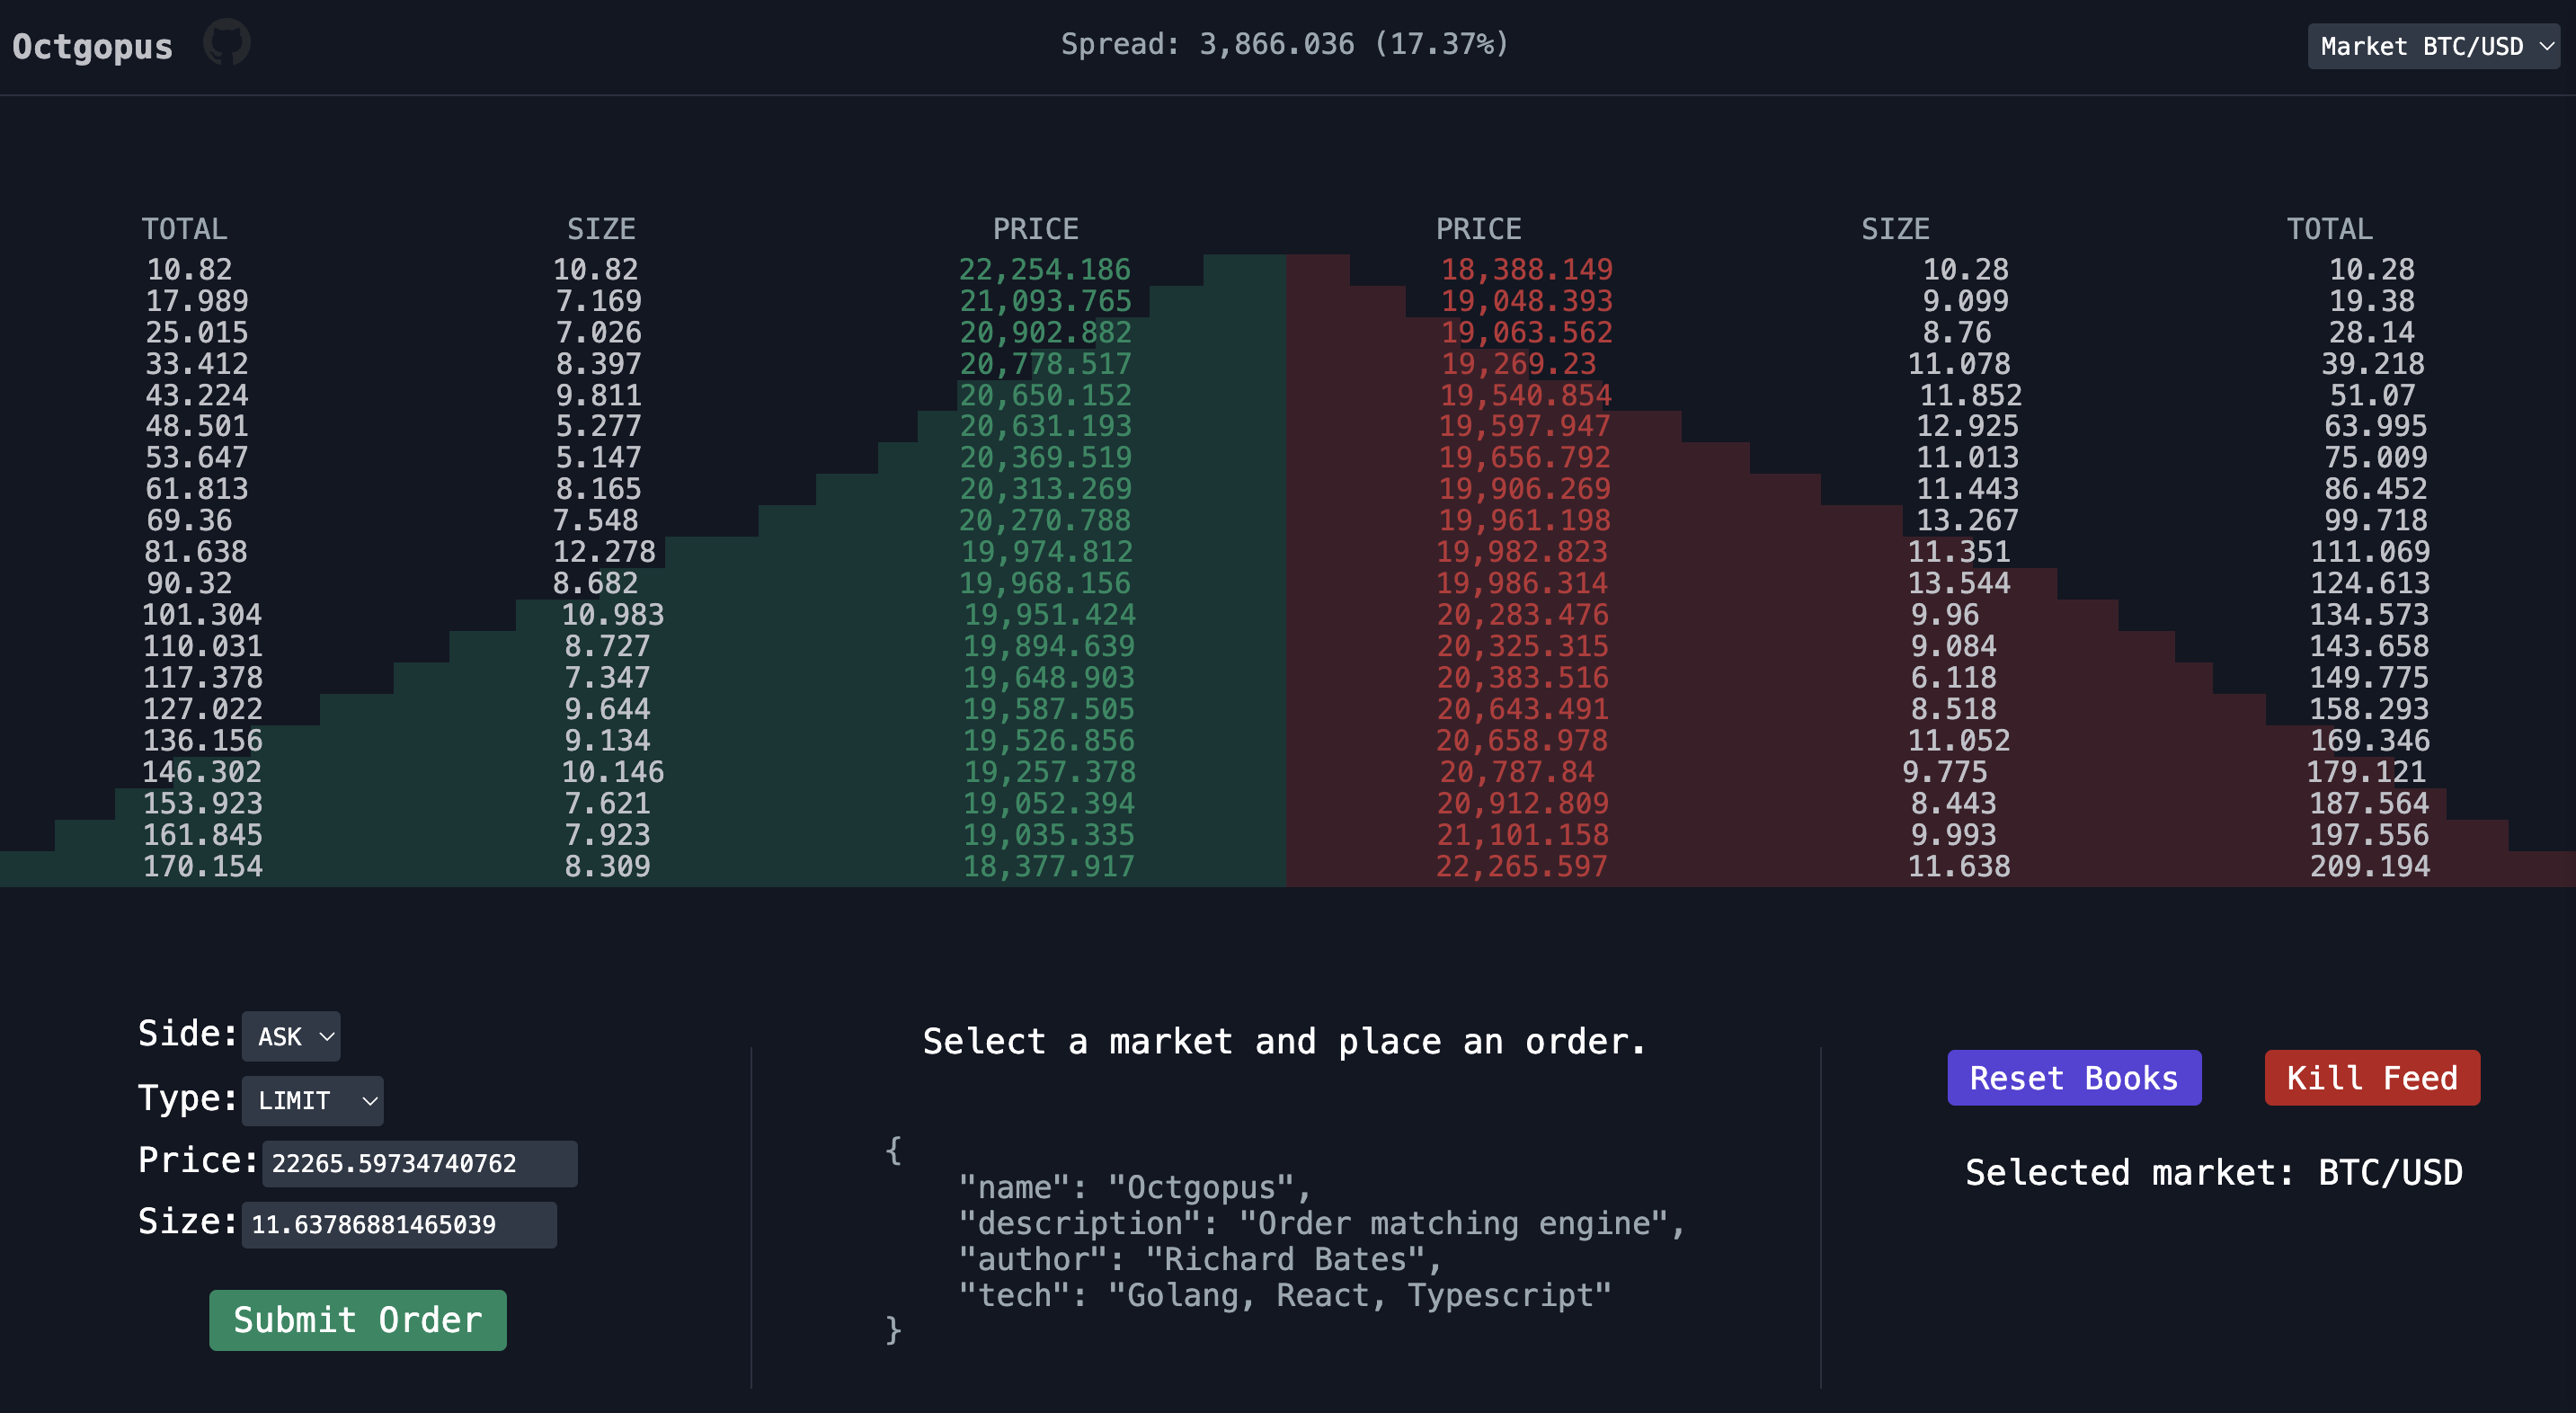 Octgopus Spread: 3,866.036 (17.37%) Market BTC/USD
TOTAL SIZE PRICE PRICE SIZE TOTAL
10.82 10.82 22,254.186 18,388.149 10.28 10.28
17.989 7.169 21,093.765 19,048.393 9.099 19.38
25.015 7.026 20,902.882 19,063.562 8.76 28.14
33.412 8.397 20,778.517 19,269.23 11.078 39.218
43.224 9.811 20,650.152 19,540.854 11.852 51.07
48.501 5.277 20,631.193 19,597.947 12.925 63.995
53.647 5.147 20,369.519 19,656.792 11.013 75.009
61.813 8.165 20,313.269 19,906.269 11.443 86.452
69.36 7.548 20,270.788 19,961.198 13.267 99.718
81.638 12.278 19,974.812 19,982.823 11.351 111.069
90.32 8.682 19,968.156 19,986.314 13.544 124.613
101.304 10.983 19,951.424 20,283.476 9.96 134.573
110.031 8.727 19,894.639 20,325.315 9.084 143.658
117.378 7.347 19,648.903 20,383.516 6.118 149.775
127.022 9.644 19,587.505 20,643.491 8.518 158.293
136.156 9.134 19,526.856 20,658.978 11.052 169.346
146.302 10.146 19,257.378 20,787.84 9.775 179.121
153.923 7.621 19,052.394 20,912.809 8.443 187.564
161.845 7.923 19,035.335 21,101.158 9.993 197.556
170.154 8.309 18,377.917 22,265.597 11.638 209.194
Side: ASK
Type: LIMIT
Price: 22265.59734740762
Size: 11.63786881465039
Submit Order
Select a market and place an order.
{
"name": "Octgopus",
"description": "Order matching engine",
"author": "Richard Bates",
"tech": "Golang, React, Typescript"
}
Reset Books Kill Feed
Selected market: BTC/USD